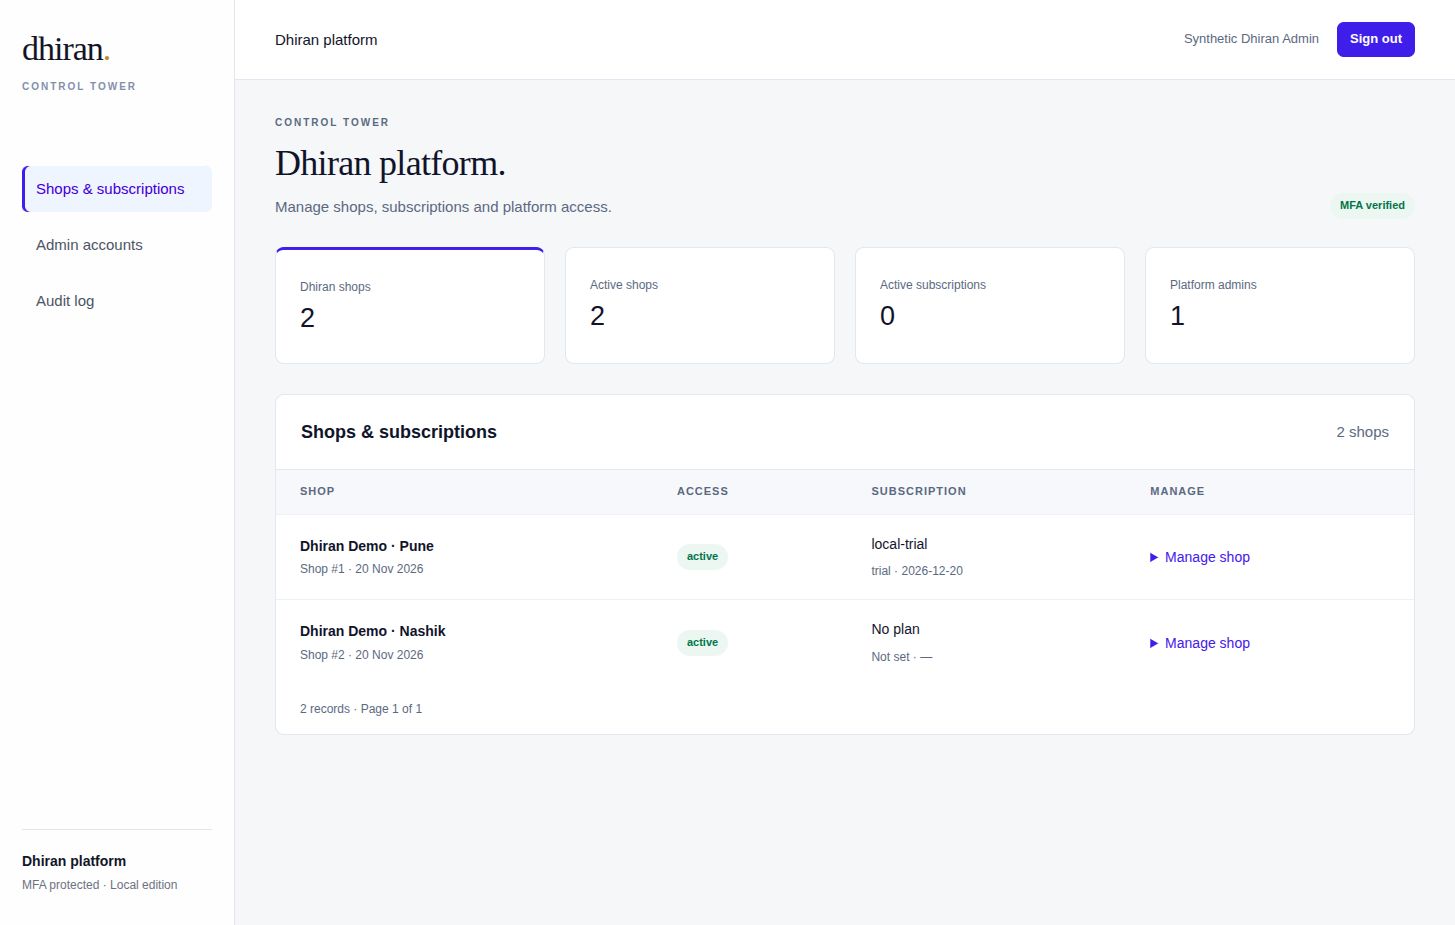 dhiran.
CONTROL TOWER
Shops & subscriptions
Admin accounts
Audit log
Dhiran platform
MFA protected · Local edition
Dhiran platform
Synthetic Dhiran Admin
Sign out
CONTROL TOWER
Dhiran platform.
Manage shops, subscriptions and platform access.
MFA verified
Dhiran shops
2
Active shops
2
Active subscriptions
0
Platform admins
1
Shops & subscriptions
2 shops
SHOP ACCESS SUBSCRIPTION MANAGE
Dhiran Demo · Pune
Shop #1 · 20 Nov 2026
active
local-trial
trial · 2026-12-20
Manage shop
Dhiran Demo · Nashik
Shop #2 · 20 Nov 2026
active
No plan
Not set · —
Manage shop
2 records · Page 1 of 1